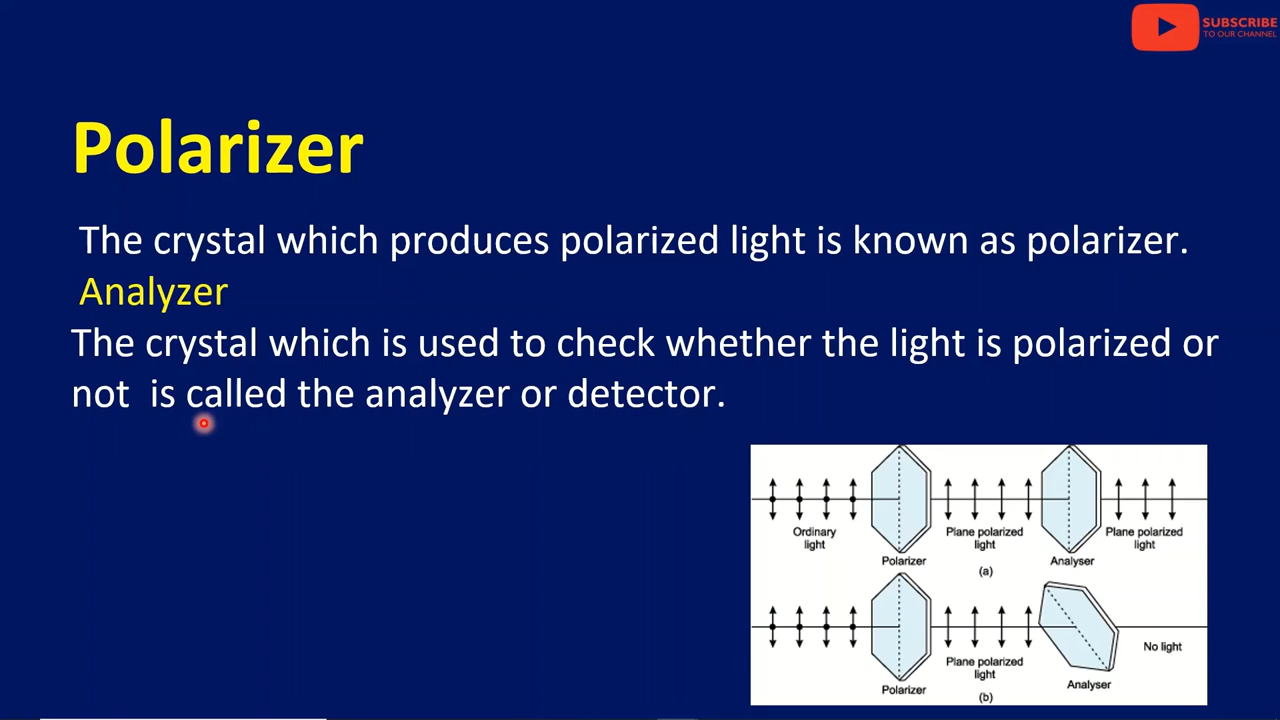 SUBSCRIBE
TO OUR CHANNEL
Polarizer
The crystal which produces polarized light is known as polarizer.
Analyzer
The crystal which is used to check whether the light is polarized or
not is called the analyzer or detector.
Ordinary
light
Polarizer
Plane polarized
light
(a)
Analyser
Plane polarized
light
Polarizer
Plane polarized
light
(b)
Analyser
No light